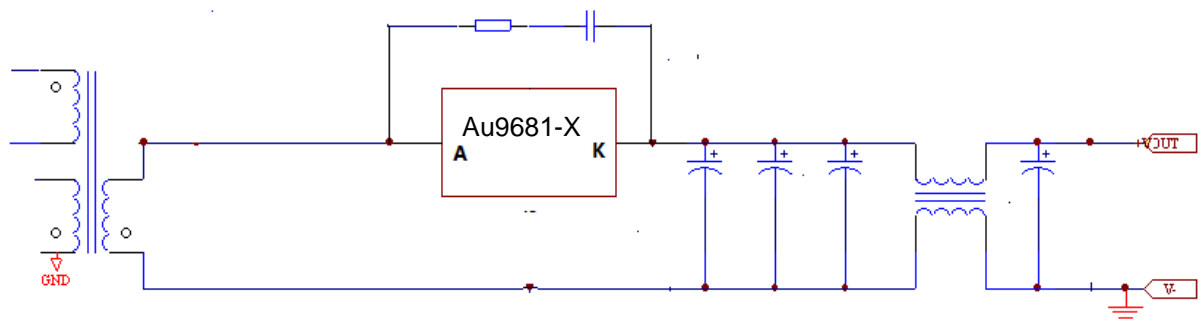 Au9681-X
A K
+ + + +
VOUT
GND
V-